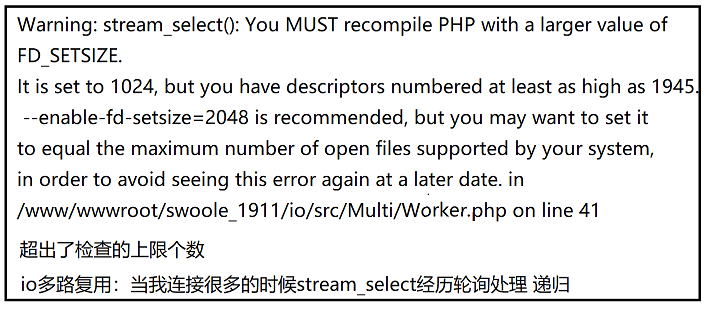 Warning: stream_select(): You MUST recompile PHP with a larger value of
FD_SETSIZE.
It is set to 1024, but you have descriptors numbered at least as high as 1945.
--enable-fd-setsize=2048 is recommended, but you may want to set it
to equal the maximum number of open files supported by your system,
in order to avoid seeing this error again at a later date. in
/www/wwwroot/swoole_1911/io/src/Multi/Worker.php on line 41
超出了检查的上限个数
io多路复用：当我连接很多的时候stream_select经历轮询处理 递归